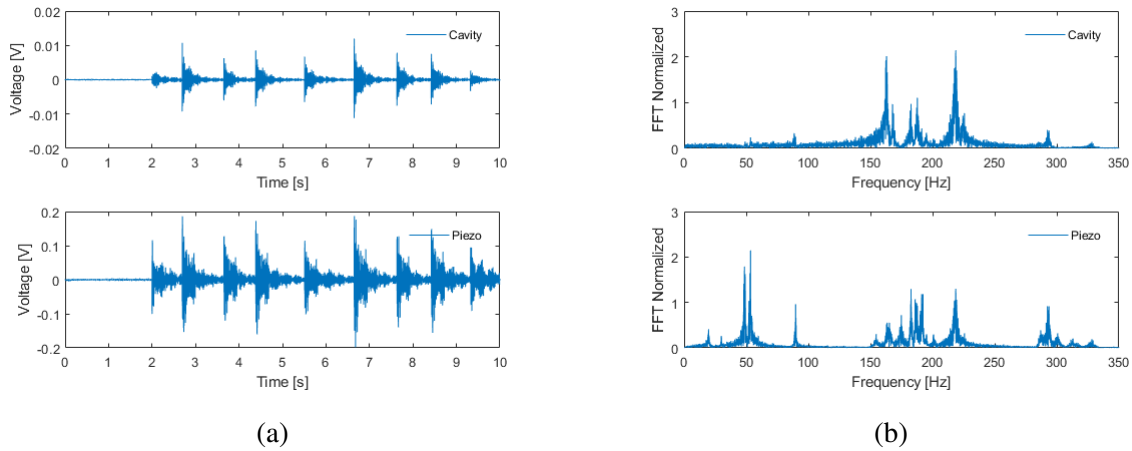 0.02
0.01
0
-0.01
-0.02
Voltage [V]
Cavity
0 1 2 3 4 5 6 7 8 9 10
Time [s]
0.2
0.1
0
-0.1
-0.2
Voltage [V]
Piezo
0 1 2 3 4 5 6 7 8 9 10
Time [s]
(a)
3
2
1
0
FFT Normalized
Cavity
0 50 100 150 200 250 300 350
Frequency [Hz]
3
2
1
0
FFT Normalized
Piezo
0 50 100 150 200 250 300 350
Frequency [Hz]
(b)